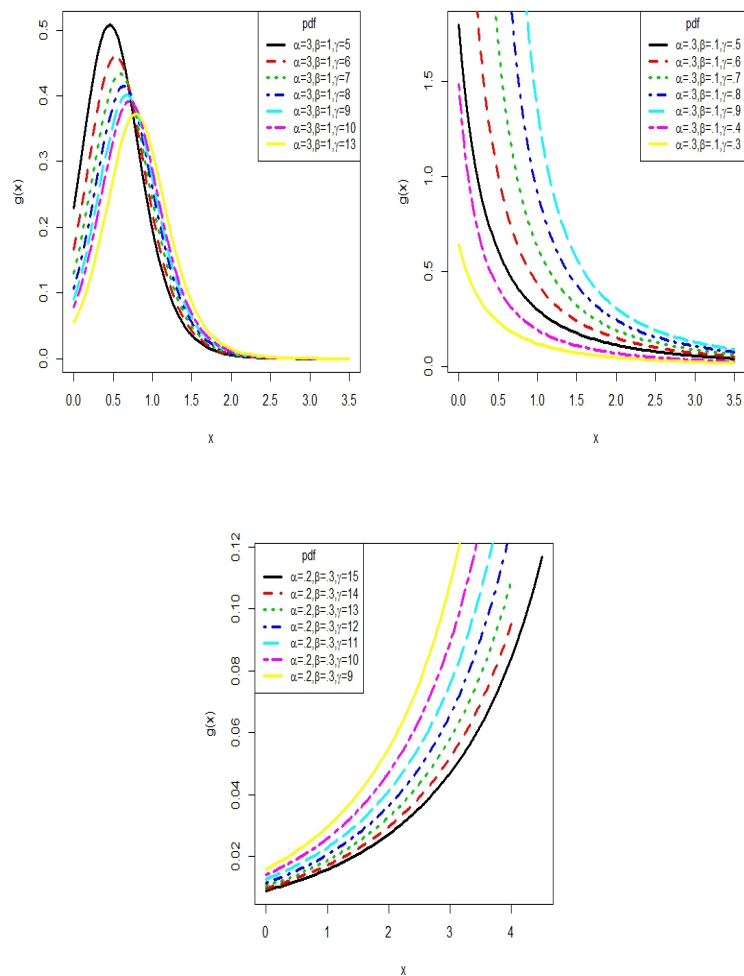 pdf
α=3,β=1,γ=5
α=3,β=1,γ=6
α=3,β=1,γ=7
α=3,β=1,γ=8
α=3,β=1,γ=9
α=3,β=1,γ=10
α=3,β=1,γ=13
g(x)
0.5
0.4
0.3
0.2
0.1
0.0
0.0 0.5 1.0 1.5 2.0 2.5 3.0 3.5
x
pdf
α=.3,β=.1,γ=.5
α=.3,β=.1,γ=.6
α=.3,β=.1,γ=.7
α=.3,β=.1,γ=.8
α=.3,β=.1,γ=.9
α=.3,β=.1,γ=.4
α=.3,β=.1,γ=.3
g(x)
1.5
1.0
0.5
0.0
0.0 0.5 1.0 1.5 2.0 2.5 3.0 3.5
x
pdf
α=.2,β=.3,γ=15
α=.2,β=.3,γ=14
α=.2,β=.3,γ=13
α=.2,β=.3,γ=12
α=.2,β=.3,γ=11
α=.2,β=.3,γ=10
α=.2,β=.3,γ=9
g(x)
0.12
0.10
0.08
0.06
0.04
0.02
0 1 2 3 4
x